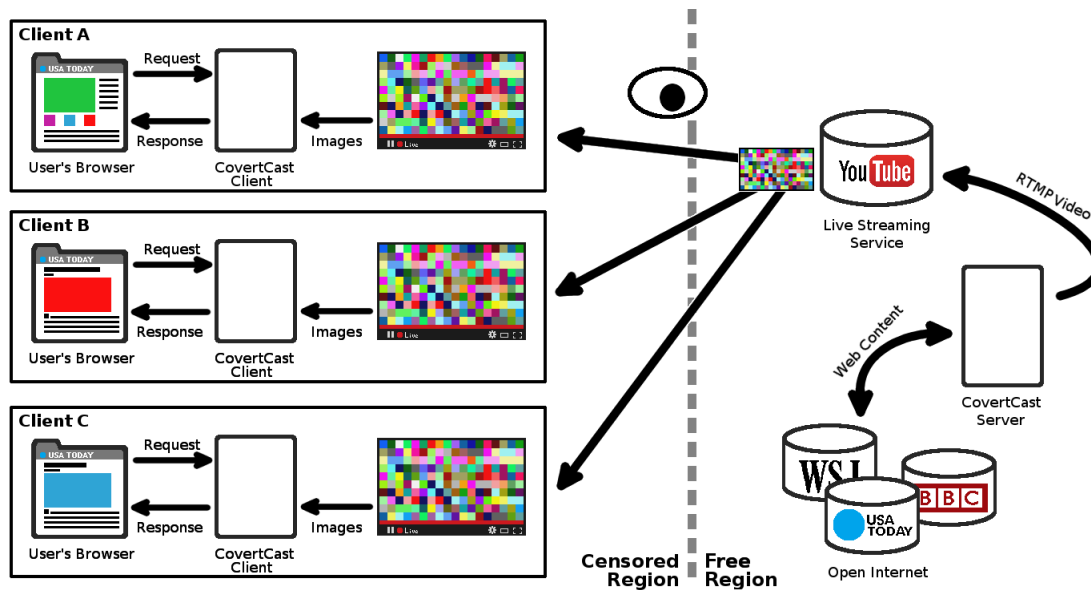 Client A
USA TODAY
Request
Response
Images
Live
User's Browser
CovertCast
Client
Client B
USA TODAY
Request
Response
Images
Live
User's Browser
CovertCast
Client
Client C
USA TODAY
Request
Response
Images
Live
User's Browser
CovertCast
Client
Censored
Region
Free
Region
YouTube
Live Streaming
Service
RTMP Video
Web Content
CovertCast
Server
WSJ
BBC
USA
TODAY
Open Internet